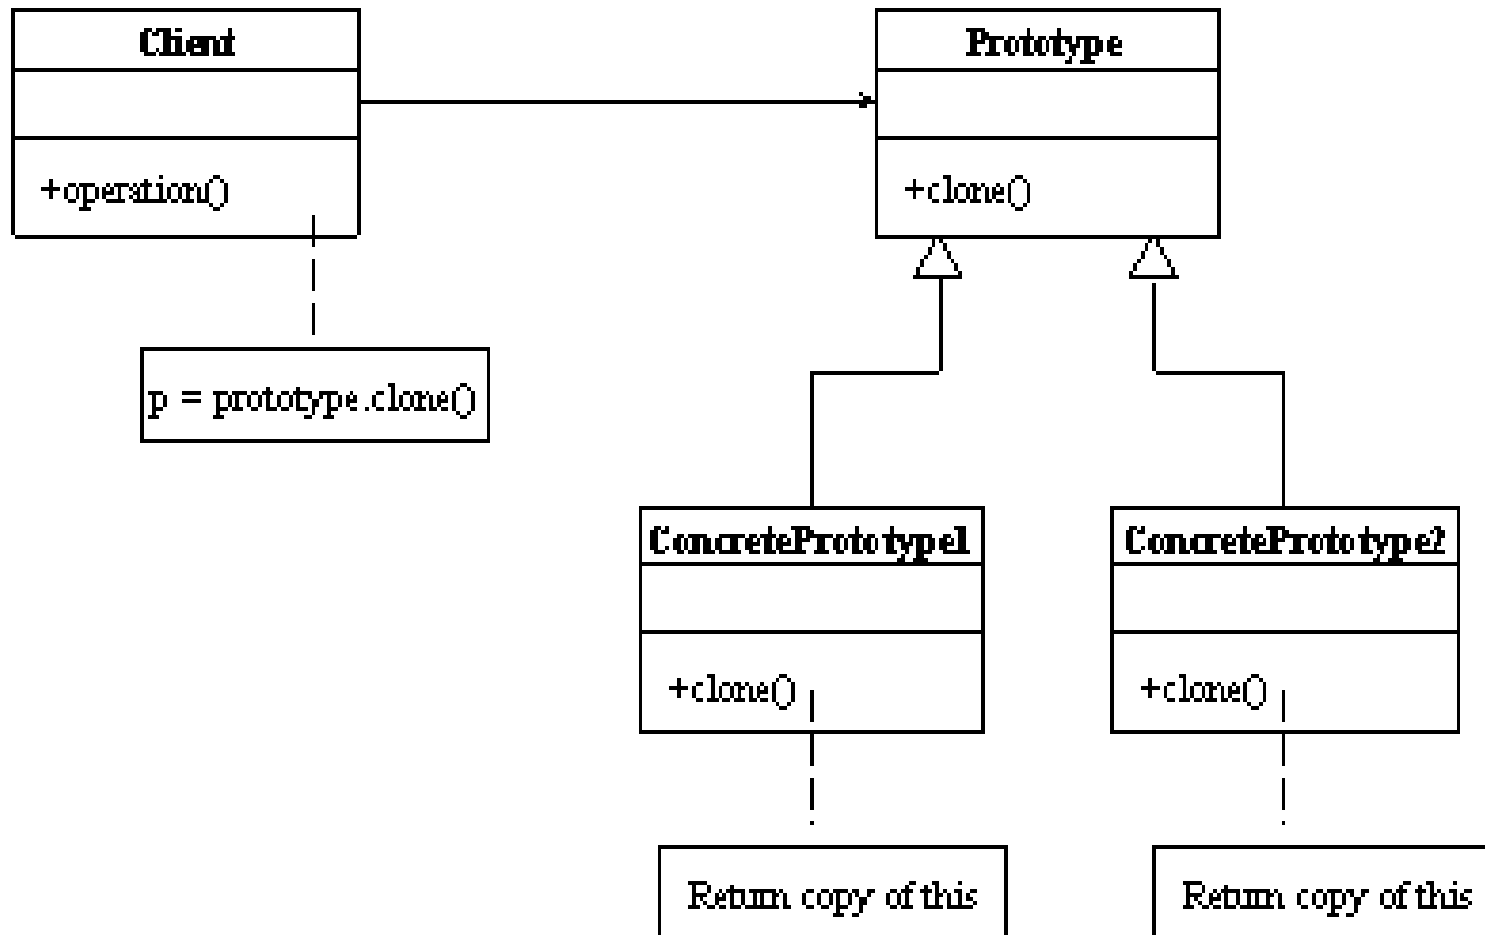 Client
Prototype
+operation()
+clone()
p = prototype.clone()
ConcretePrototype1
ConcretePrototype2
+clone()
+clone()
Return copy of this
Return copy of this